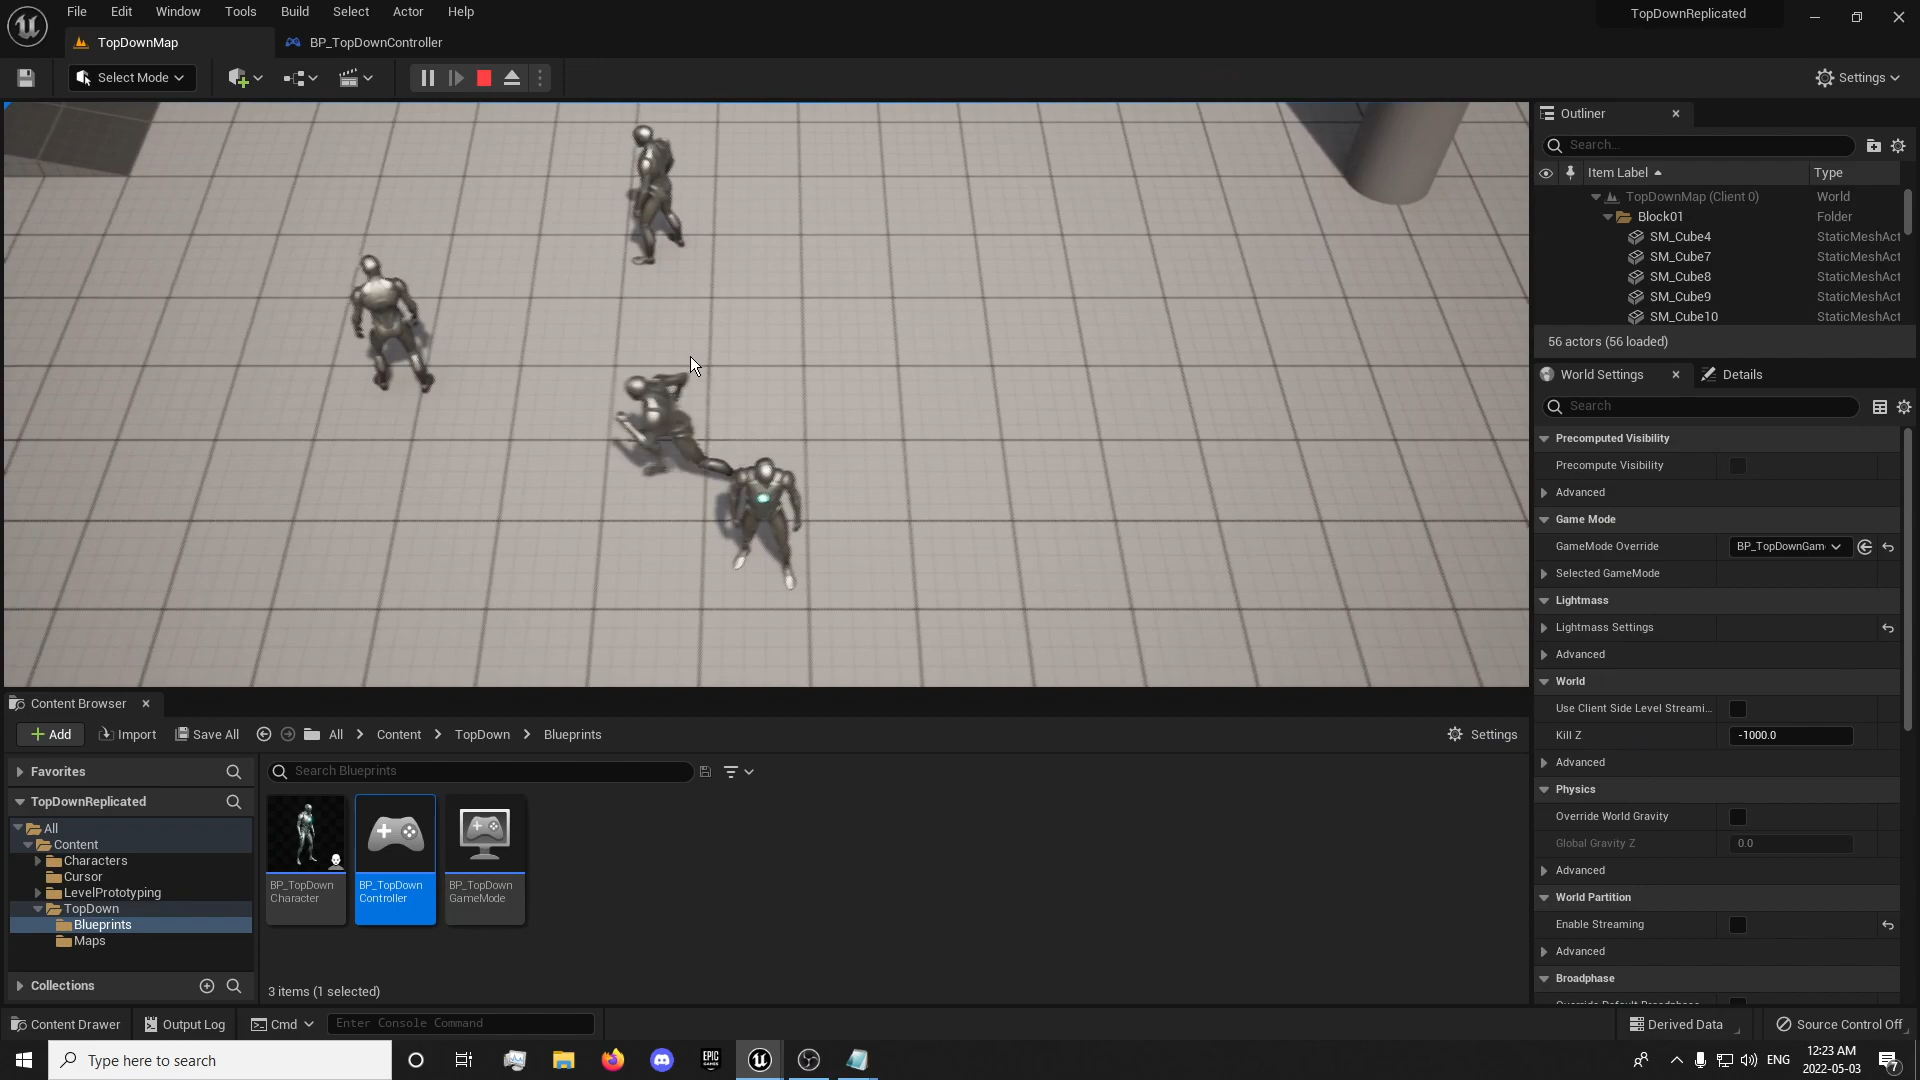 File Edit Window Tools Build Select Actor Help
TopDownReplicated
TopDownMap
BP_TopDownController
Select Mode
Settings
Outliner
Search...
Item Label
Type
TopDownMap (Client 0) World
Block01 Folder
SM_Cube4 StaticMeshAct
SM_Cube7 StaticMeshAct
SM_Cube8 StaticMeshAct
SM_Cube9 StaticMeshAct
SM_Cube10 StaticMeshAct
56 actors (56 loaded)
World Settings
Details
Search
Precomputed Visibility
Precompute Visibility
Advanced
Game Mode
GameMode Override BP_TopDownGam
Selected GameMode
Lightmass
Lightmass Settings
Advanced
World
Use Client Side Level Streami...
Kill Z -1000.0
Advanced
Physics
Override World Gravity
Global Gravity Z 0.0
Advanced
World Partition
Enable Streaming
Advanced
Broadphase
Content Browser
Add Import Save All All Content TopDown Blueprints Settings
Favorites
Search Blueprints
TopDownReplicated
All
Content
Characters
Cursor
LevelPrototyping
TopDown
Blueprints
Maps
BP_TopDown
Character
BP_TopDown
Controller
BP_TopDown
GameMode
Collections
3 items (1 selected)
Content Drawer Output Log Cmd Enter Console Command Derived Data Source Control Off
Type here to search
EPIC
GAMES
ENG
12:23 AM
2022-05-03
7